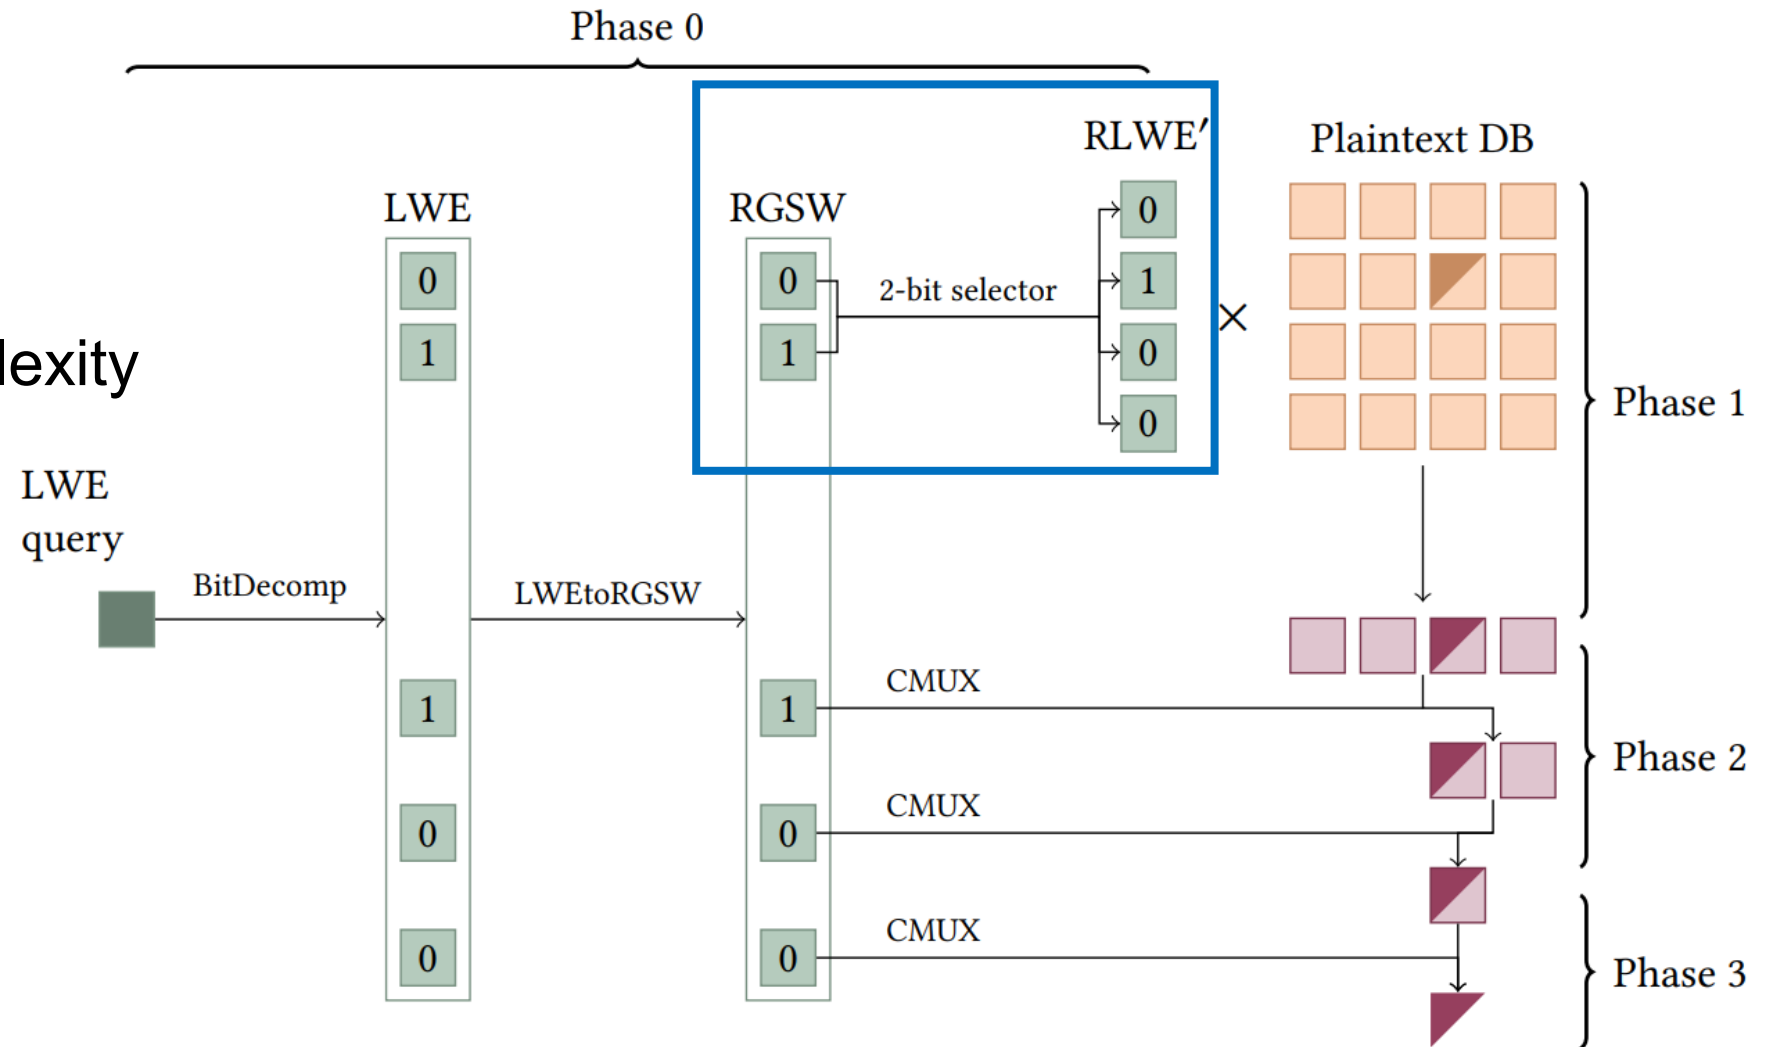 Phase 0
RLWE′
Plaintext DB
LWE
RGSW
0
0
0
0
2-bit selector
1
×
1
1
0
lexity
0
Phase 1
LWE
query
BitDecomp
LWEtoRGSW
CMUX
1
1
Phase 2
CMUX
0
0
CMUX
0
0
Phase 3